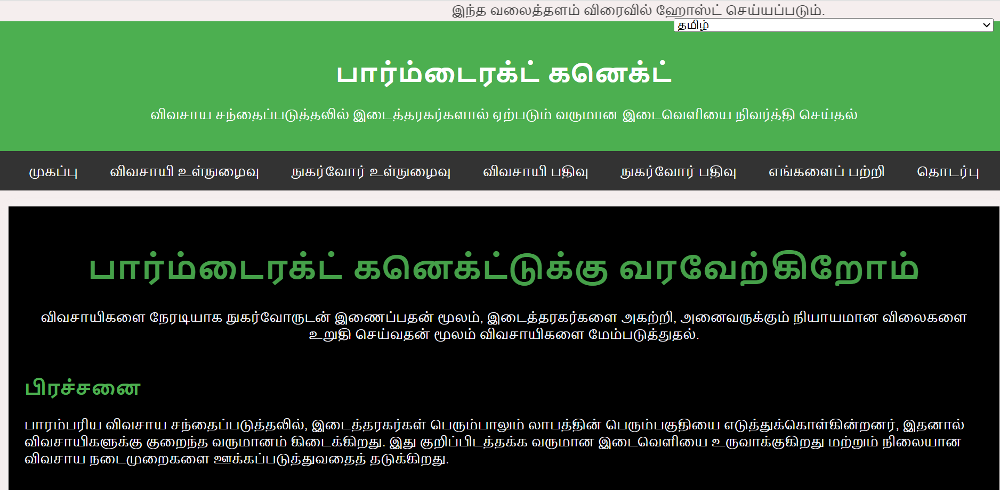 இந்த வலைத்தளம் விரைவில் ஹோஸ்ட் செய்யப்படும்.
தமிழ்
பார்ம்டைரக்ட் கனெக்ட்
விவசாய சந்தைப்படுத்தலில் இடைத்தரகர்களால் ஏற்படும் வருமான இடைவெளியை நிவர்த்தி செய்தல்
முகப்பு விவசாயி உள்நுழைவு நுகர்வோர் உள்நுழைவு விவசாயி பதிவு நுகர்வோர் பதிவு எங்களைப் பற்றி தொடர்பு
பார்ம்டைரக்ட் கனெக்ட்டுக்கு வரவேற்கிறோம்
விவசாயிகளை நேரடியாக நுகர்வோருடன் இணைப்பதன் மூலம், இடைத்தரகர்களை அகற்றி, அனைவருக்கும் நியாயமான விலைகளை
உறுதி செய்வதன் மூலம் விவசாயிகளை மேம்படுத்துதல்.
பிரச்சனை
பாரம்பரிய விவசாய சந்தைப்படுத்தலில், இடைத்தரகர்கள் பெரும்பாலும் லாபத்தின் பெரும்பகுதியை எடுத்துக்கொள்கின்றனர், இதனால்
விவசாயிகளுக்கு குறைந்த வருமானம் கிடைக்கிறது. இது குறிப்பிடத்தக்க வருமான இடைவெளியை உருவாக்குகிறது மற்றும் நிலையான
விவசாய நடைமுறைகளை ஊக்கப்படுத்துவதைத் தடுக்கிறது.